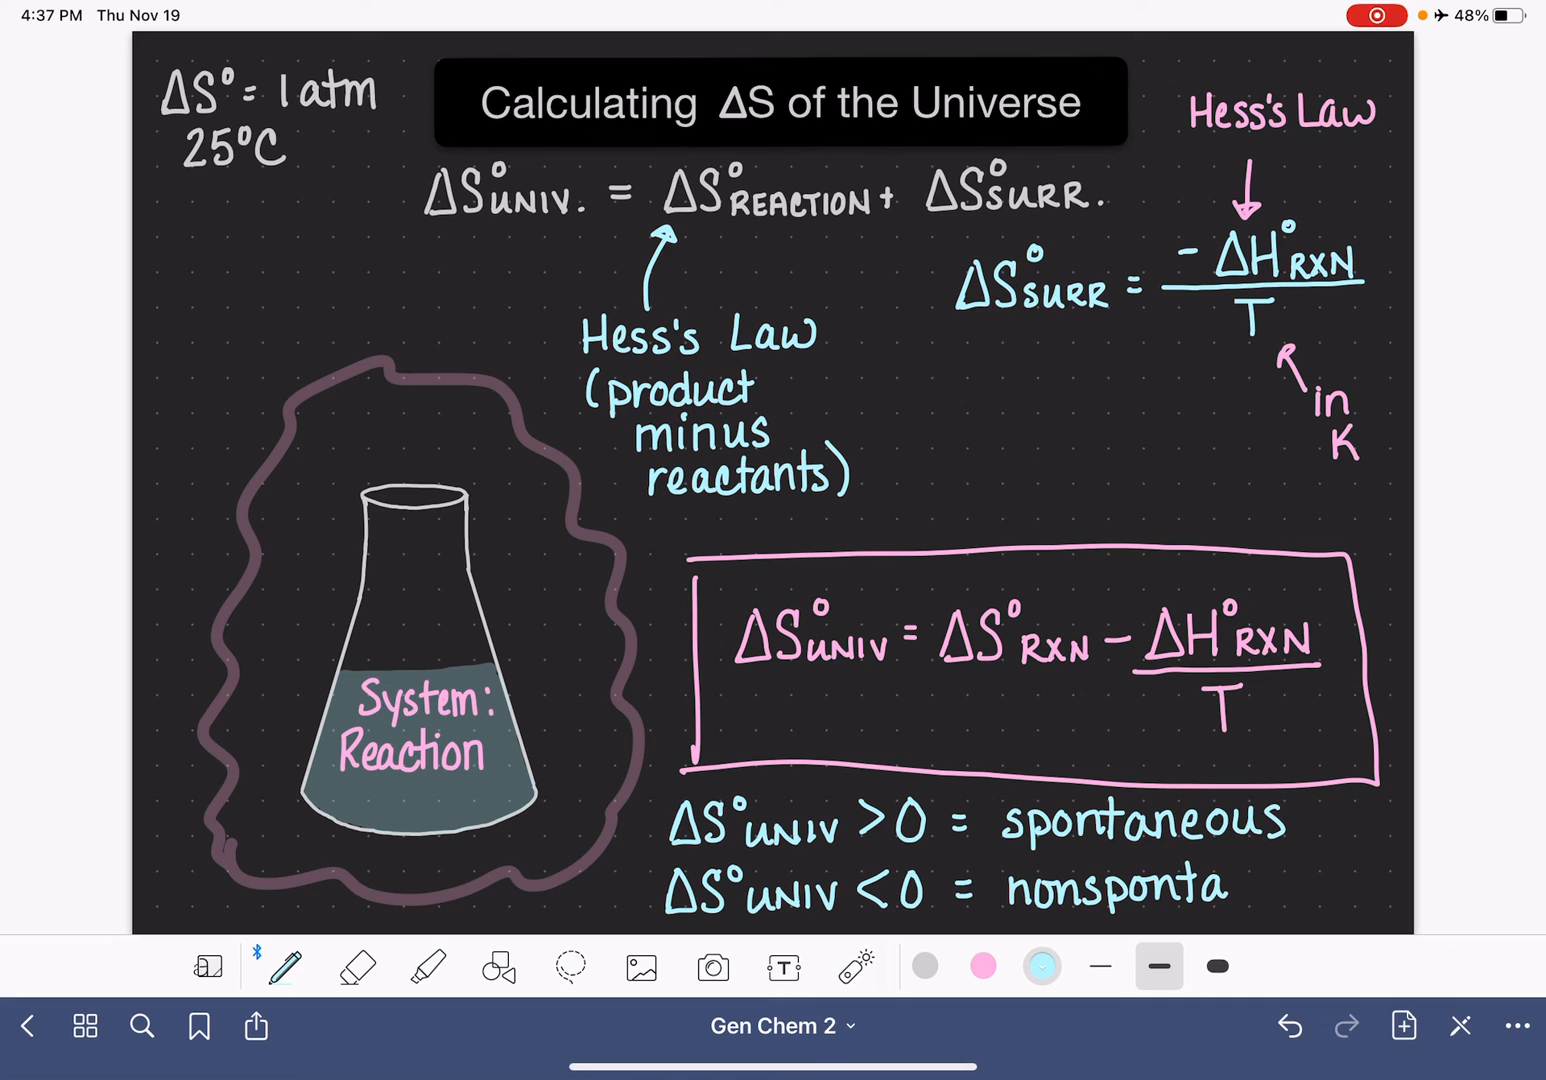 4:37 PM Thu Nov 19
48%
ΔS° = 1 atm
25°C
Calculating ΔS of the Universe
Hess's Law
ΔS°UNIV. = ΔS°REACTION + ΔS°SURR.
ΔS°SURR = -ΔH°RXN
T
in
K
Hess's Law
(product
minus
reactants)
ΔS°UNIV = ΔS°RXN - ΔH°RXN
T
System:
Reaction
ΔS°UNIV > 0 = spontaneous
ΔS°UNIV < 0 = nonsponta
a
T
Gen Chem 2